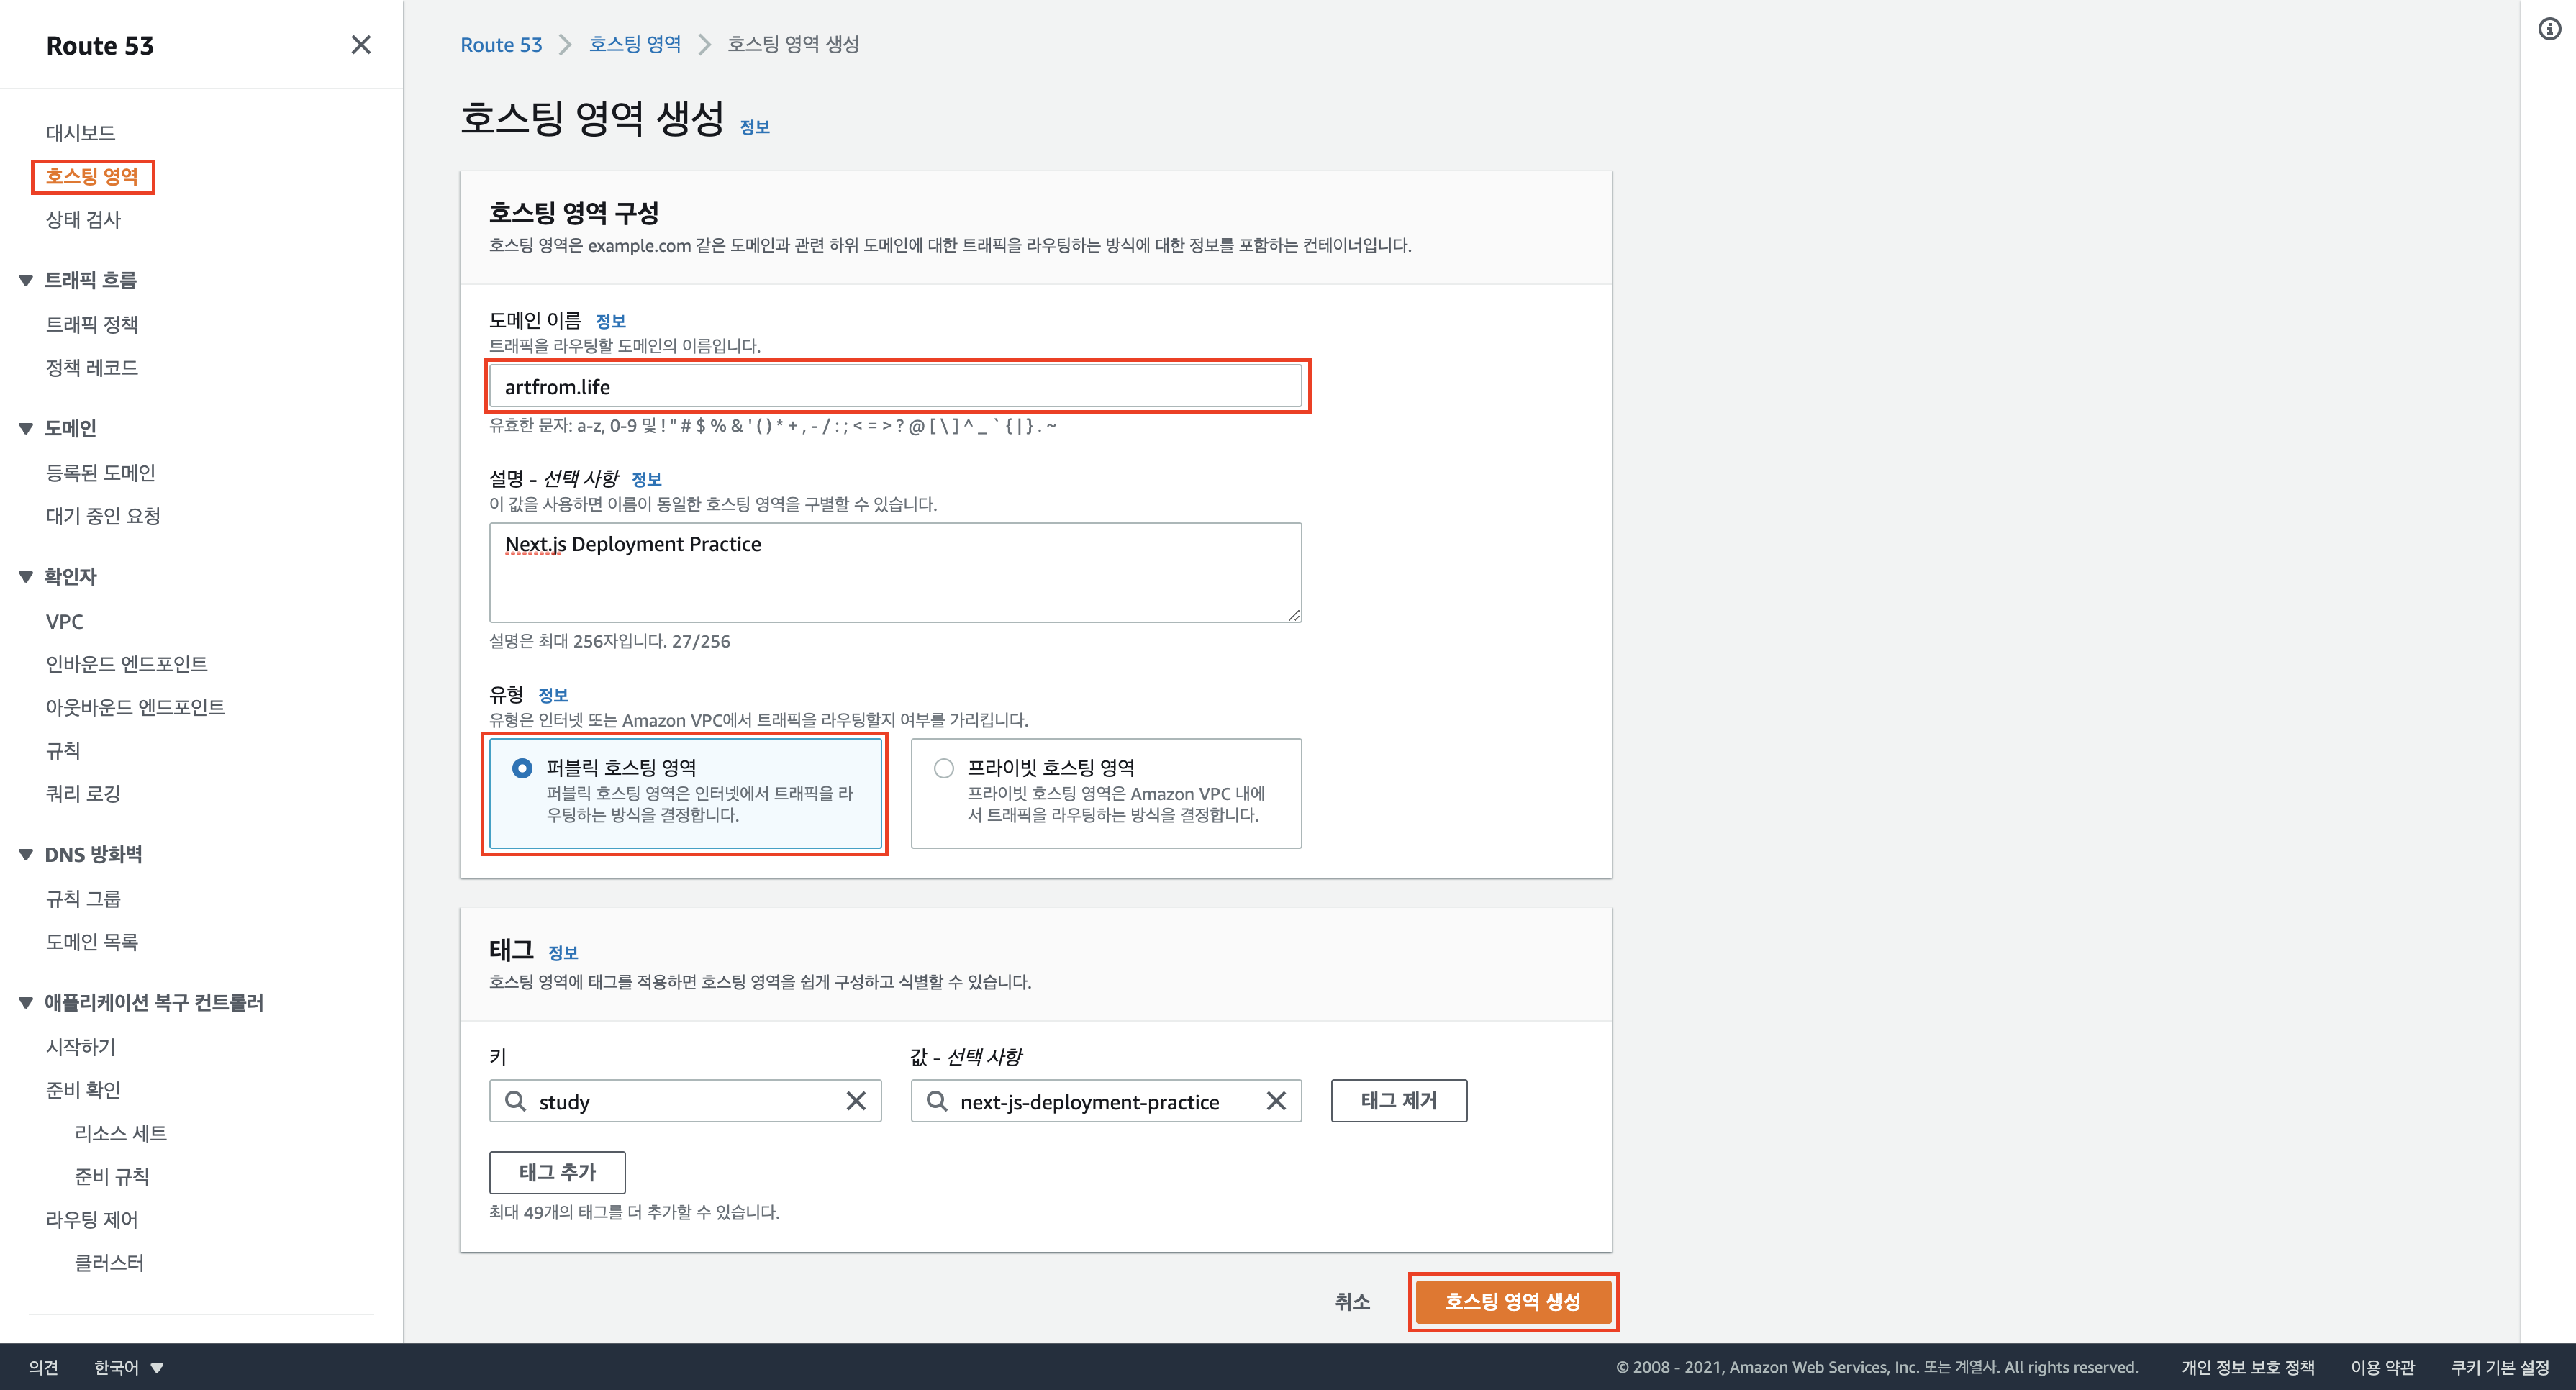 Route 53
대시보드
호스팅 영역
상태 검사
트래픽 흐름
트래픽 정책
정책 레코드
도메인
등록된 도메인
대기 중인 요청
확인자
VPC
인바운드 엔드포인트
아웃바운드 엔드포인트
규칙
쿼리 로깅
DNS 방화벽
규칙 그룹
도메인 목록
애플리케이션 복구 컨트롤러
시작하기
준비 확인
리소스 세트
준비 규칙
라우팅 제어
클러스터
Route 53 > 호스팅 영역 > 호스팅 영역 생성
호스팅 영역 생성 정보
호스팅 영역 구성
호스팅 영역은 example.com 같은 도메인과 관련 하위 도메인에 대한 트래픽을 라우팅하는 방식에 대한 정보를 포함하는 컨테이너입니다.
도메인 이름 정보
트래픽을 라우팅할 도메인의 이름입니다.
artfrom.life
유효한 문자: a-z, 0-9 및 ! " # $ % & ' ( ) * + , - / : ; < = > ? @ [ \ ] ^ _ ` { | } . ~
설명 - 선택 사항 정보
이 값을 사용하면 이름이 동일한 호스팅 영역을 구별할 수 있습니다.
Next.js Deployment Practice
설명은 최대 256자입니다. 27/256
유형 정보
유형은 인터넷 또는 Amazon VPC에서 트래픽을 라우팅할지 여부를 가리킵니다.
퍼블릭 호스팅 영역
퍼블릭 호스팅 영역은 인터넷에서 트래픽을 라
우팅하는 방식을 결정합니다.
프라이빗 호스팅 영역
프라이빗 호스팅 영역은 Amazon VPC 내에
서 트래픽을 라우팅하는 방식을 결정합니다.
태그 정보
호스팅 영역에 태그를 적용하면 호스팅 영역을 쉽게 구성하고 식별할 수 있습니다.
키
값 - 선택 사항
study
next-js-deployment-practice
태그 제거
태그 추가
최대 49개의 태그를 더 추가할 수 있습니다.
취소
호스팅 영역 생성
의견 한국어
© 2008 - 2021, Amazon Web Services, Inc. 또는 계열사. All rights reserved. 개인 정보 보호 정책 이용 약관 쿠키 기본 설정